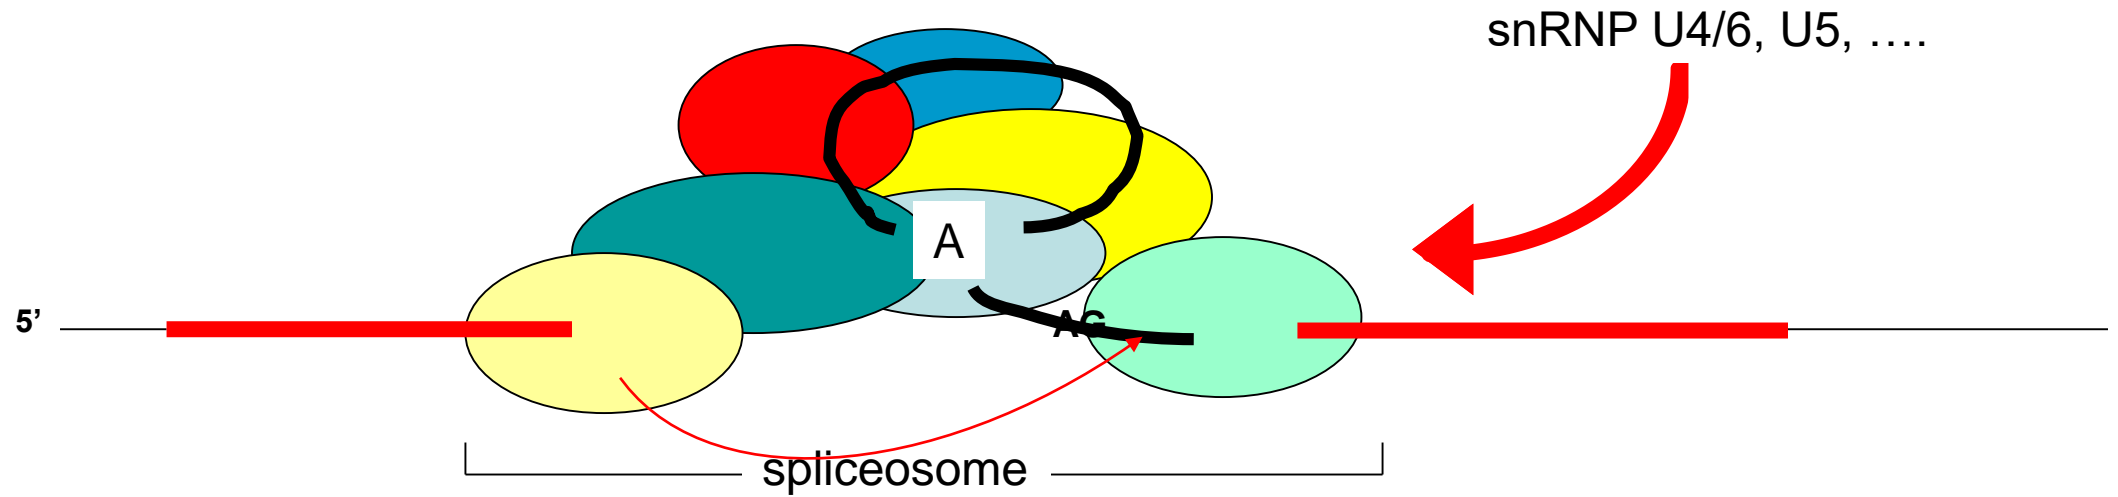 snRNP U4/6, U5, ….
A
5’
AG
spliceosome